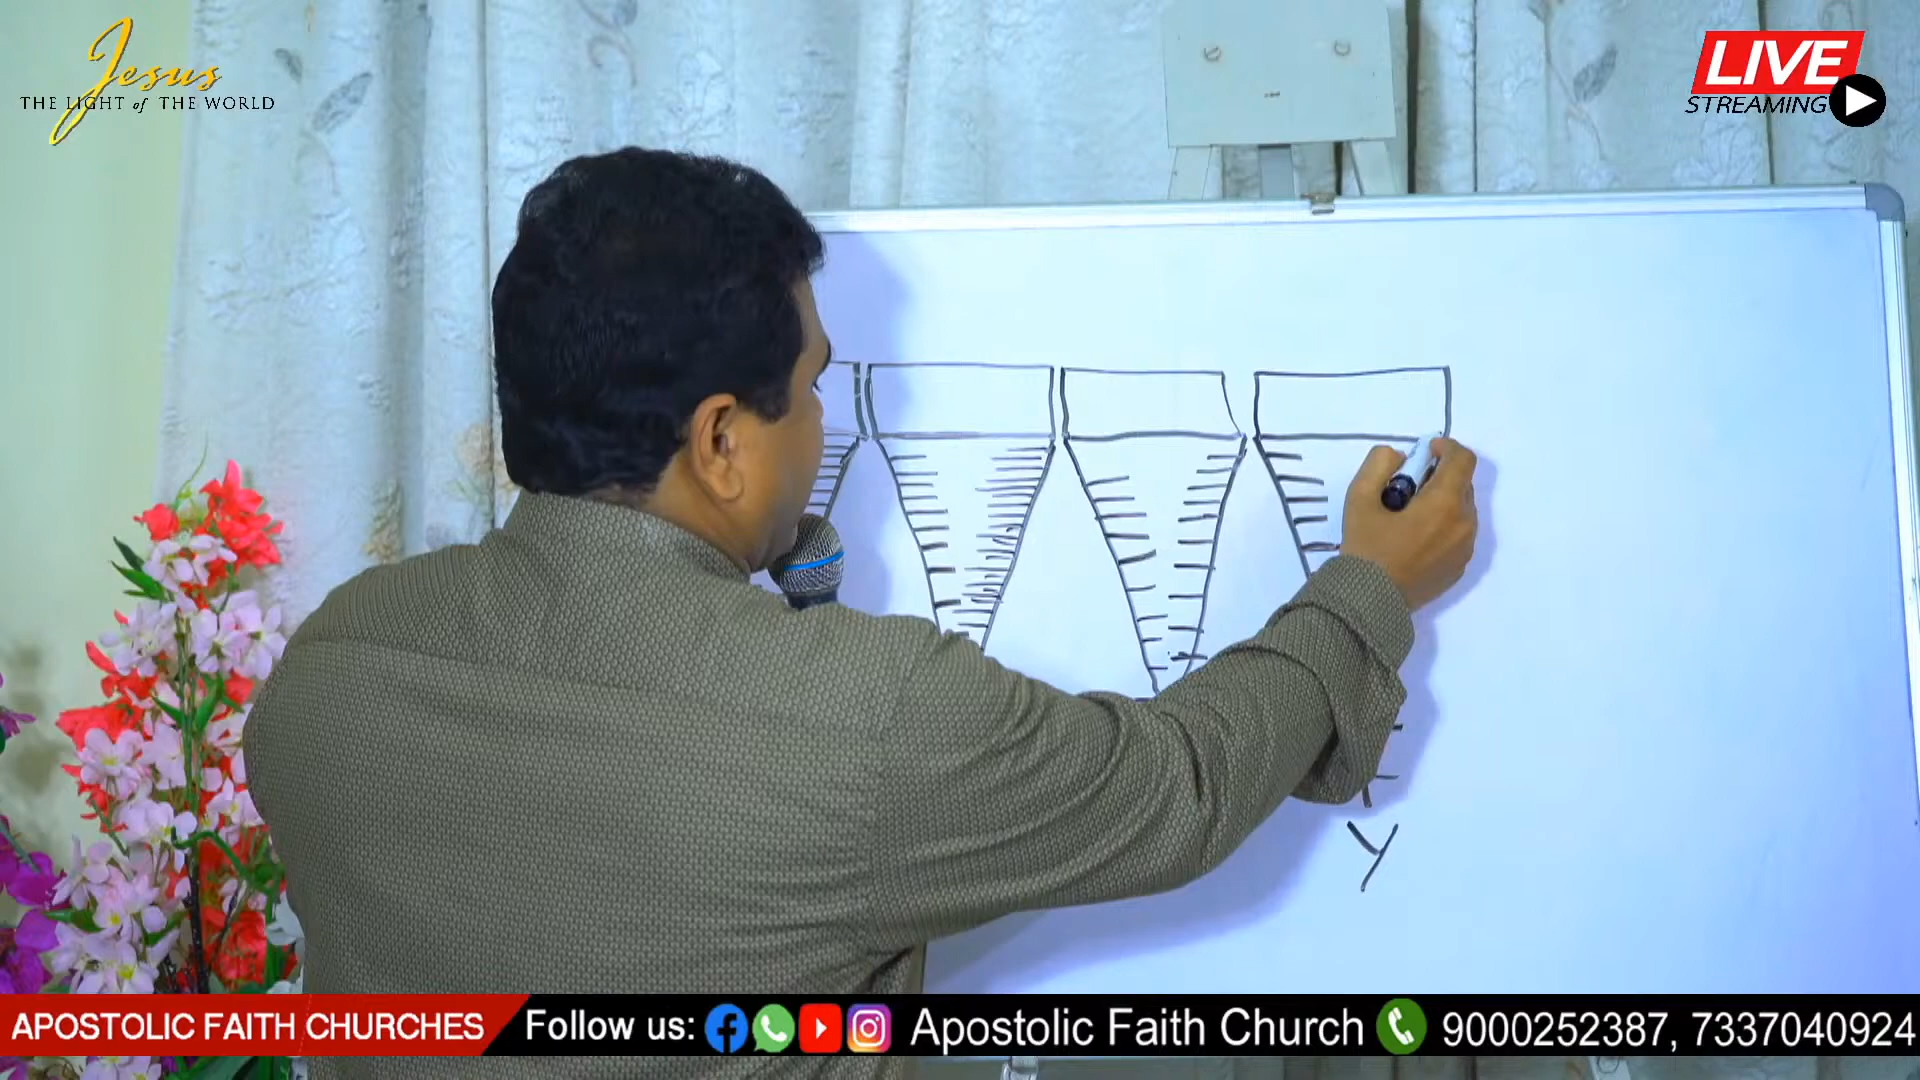 Jesus
THE LIGHT of THE WORLD
LIVE
STREAMING
Y
APOSTOLIC FAITH CHURCHES
Follow us:
Apostolic Faith Church
9000252387, 7337040924